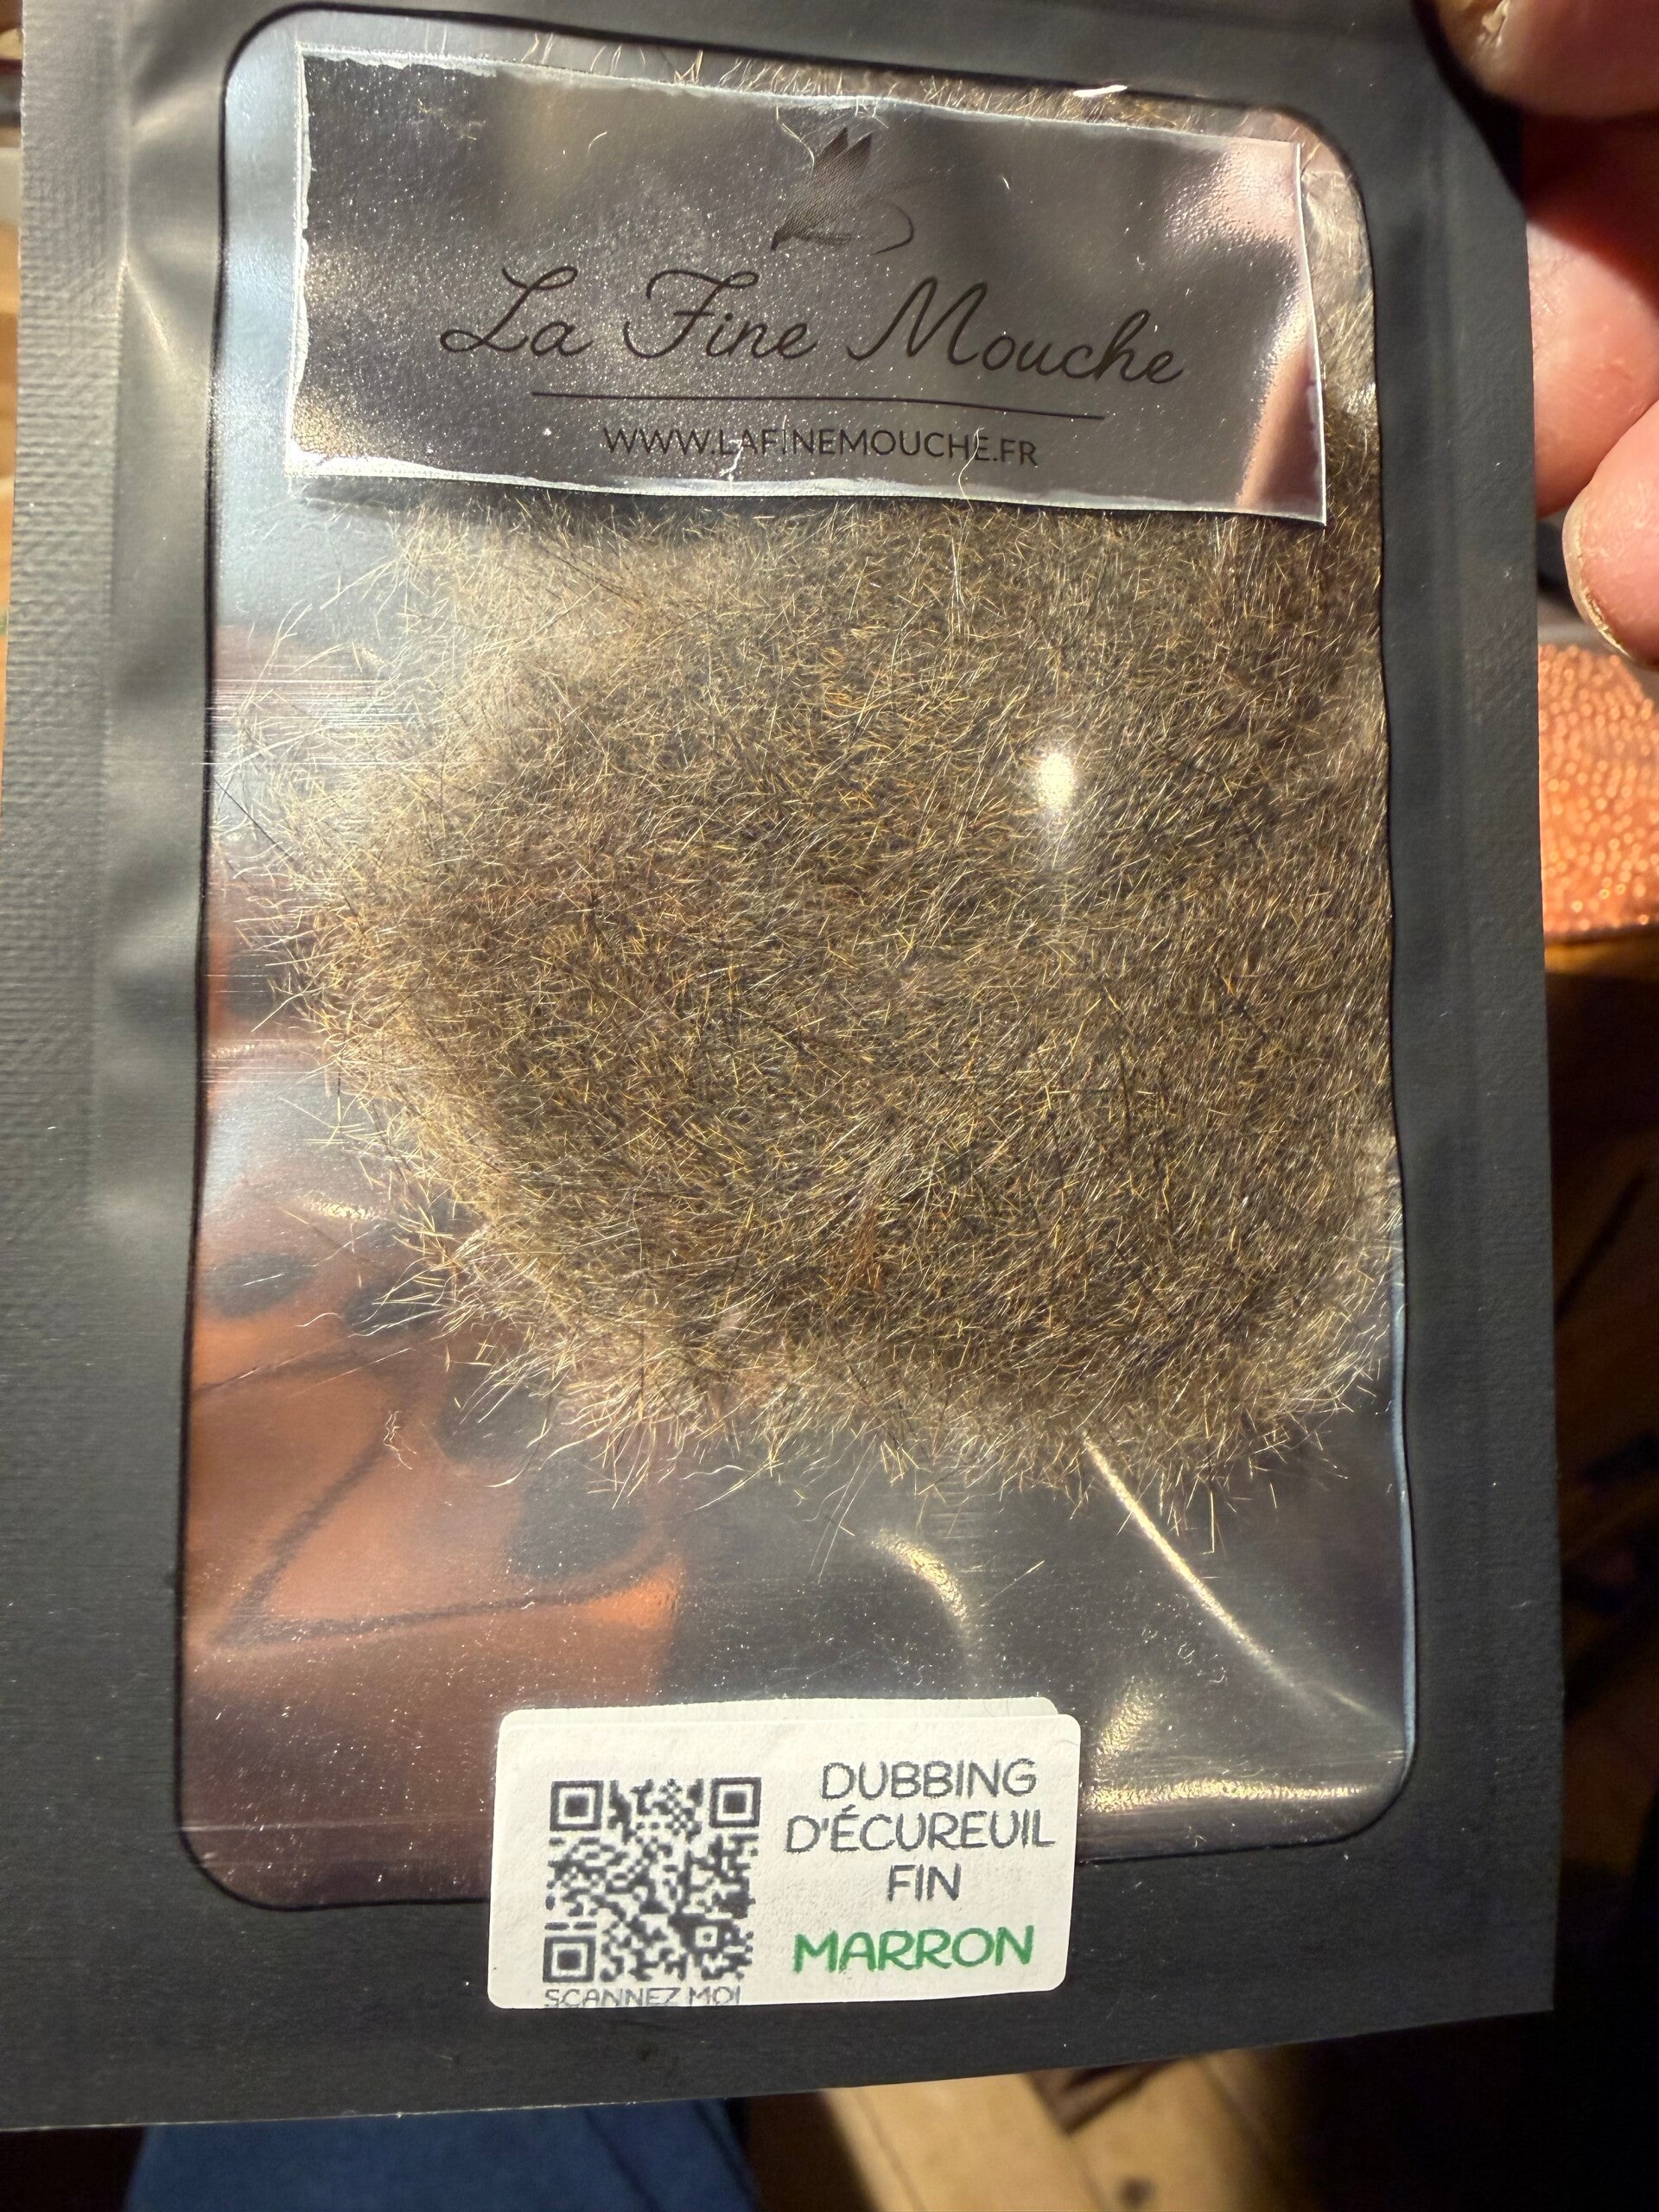 La Fine Mouche
WWW.LAFINEMOUCHE.FR
DUBBING
D'ÉCUREUIL
FIN
MARRON
SCANNEZ MOI